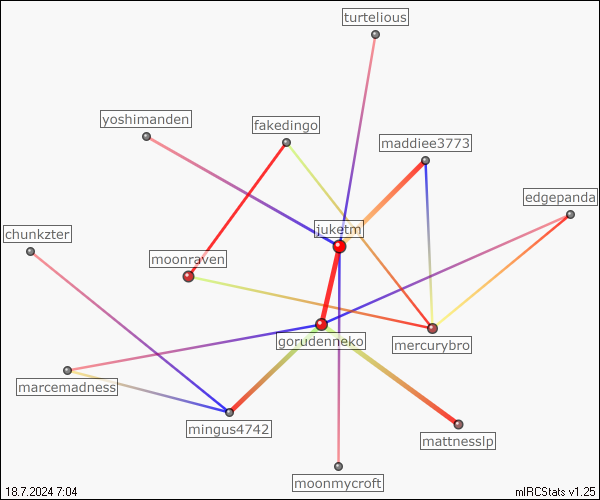 turtelious
yoshimanden
fakedingo
maddiee3773
edgepanda
juketm
chunkzter
moonraven
gorudenneko
mercurybro
marcemadness
mingus4742
mattnesslp
moonmycroft
18.7.2024 7:04
mIRCStats v1.25